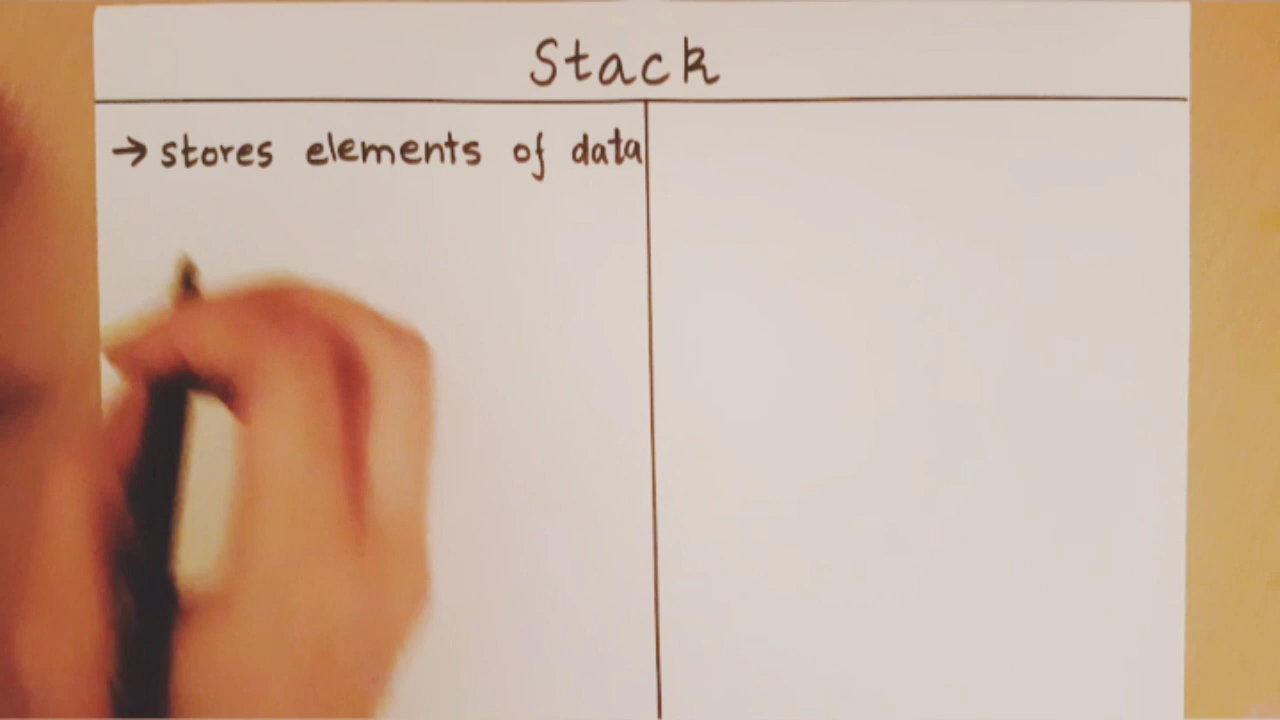 Stack
→ stores elements of data